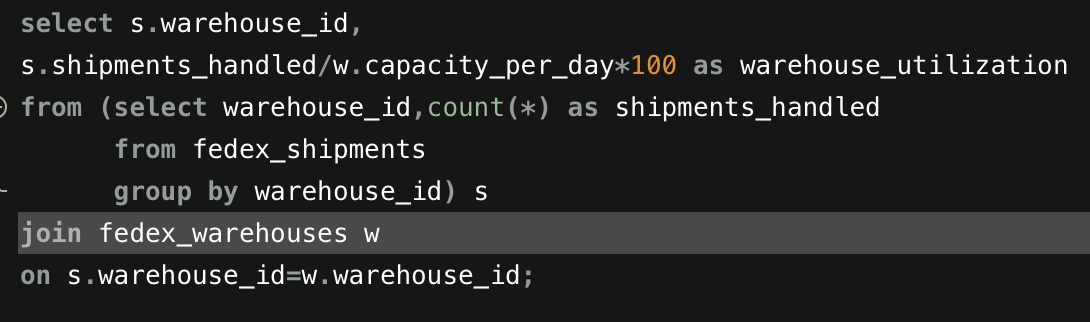 select s.warehouse_id,
s.shipments_handled/w.capacity_per_day*100 as warehouse_utilization
from (select warehouse_id,count(*) as shipments_handled
from fedex_shipments
group by warehouse_id) s
join fedex_warehouses w
on s.warehouse_id=w.warehouse_id;